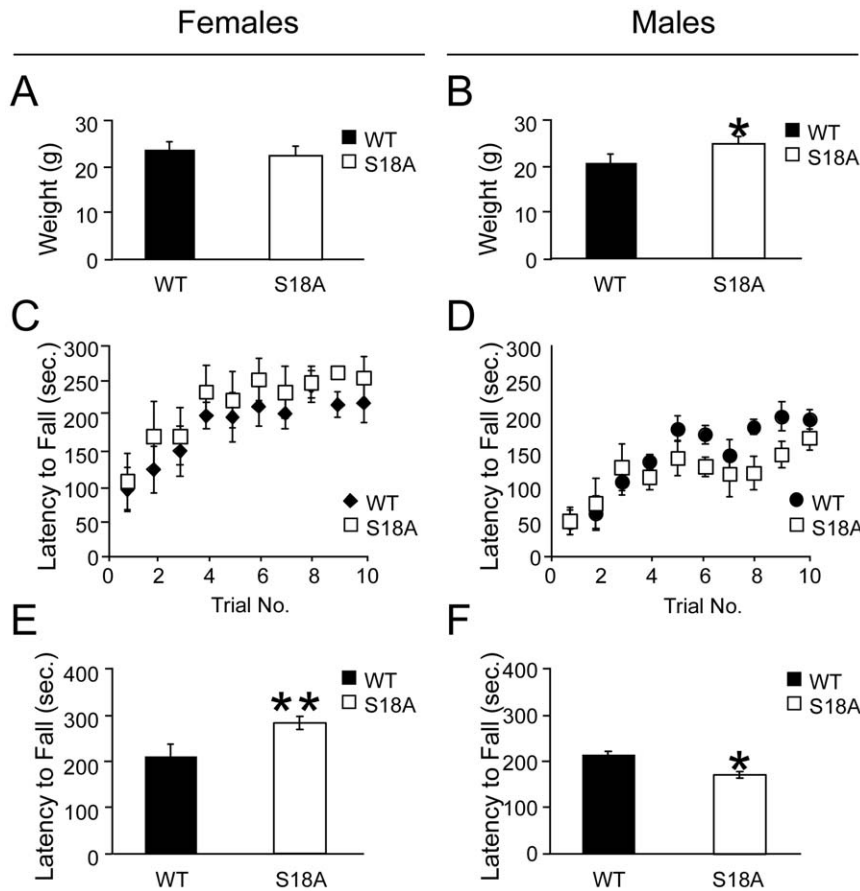 Females
Males
A
Weight (g)
30
20
10
0
WT
S18A
WT
S18A
B
Weight (g)
30
20
10
0
*
WT
S18A
WT
S18A
C
Latency to Fall (sec.)
300
250
200
150
100
50
0
0 2 4 6 8 10
Trial No.
WT
S18A
D
Latency to Fall (sec.)
300
250
200
150
100
50
0
0 2 4 6 8 10
Trial No.
WT
S18A
E
Latency to Fall (sec.)
400
300
200
100
0
**
WT
S18A
WT
S18A
F
Latency to Fall (sec.)
400
300
200
100
0
*
WT
S18A
WT
S18A